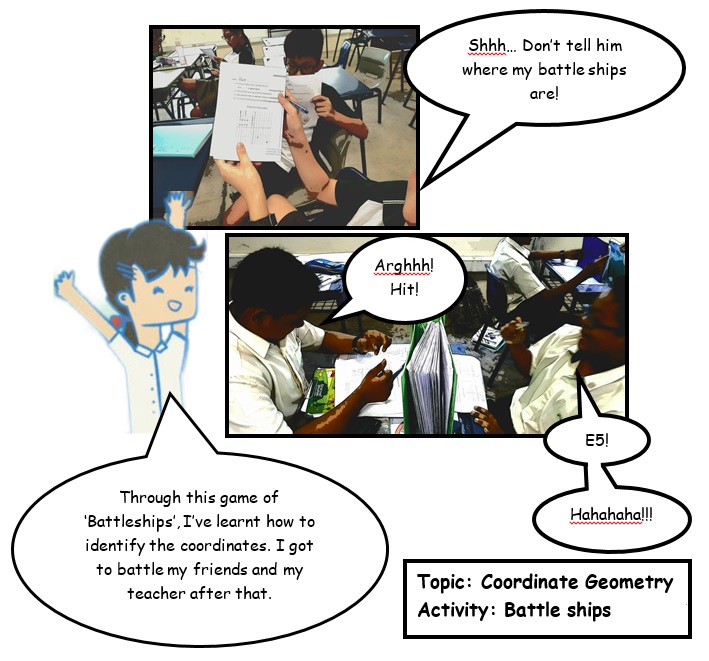 Shhh... Don't tell him
where my battle ships
are!
Arghhh!
Hit!
E5!
Hahahaha!!!
Through this game of
‘Battleships’, I’ve learnt how to
identify the coordinates. I got
to battle my friends and my
teacher after that.
Topic: Coordinate Geometry
Activity: Battle ships